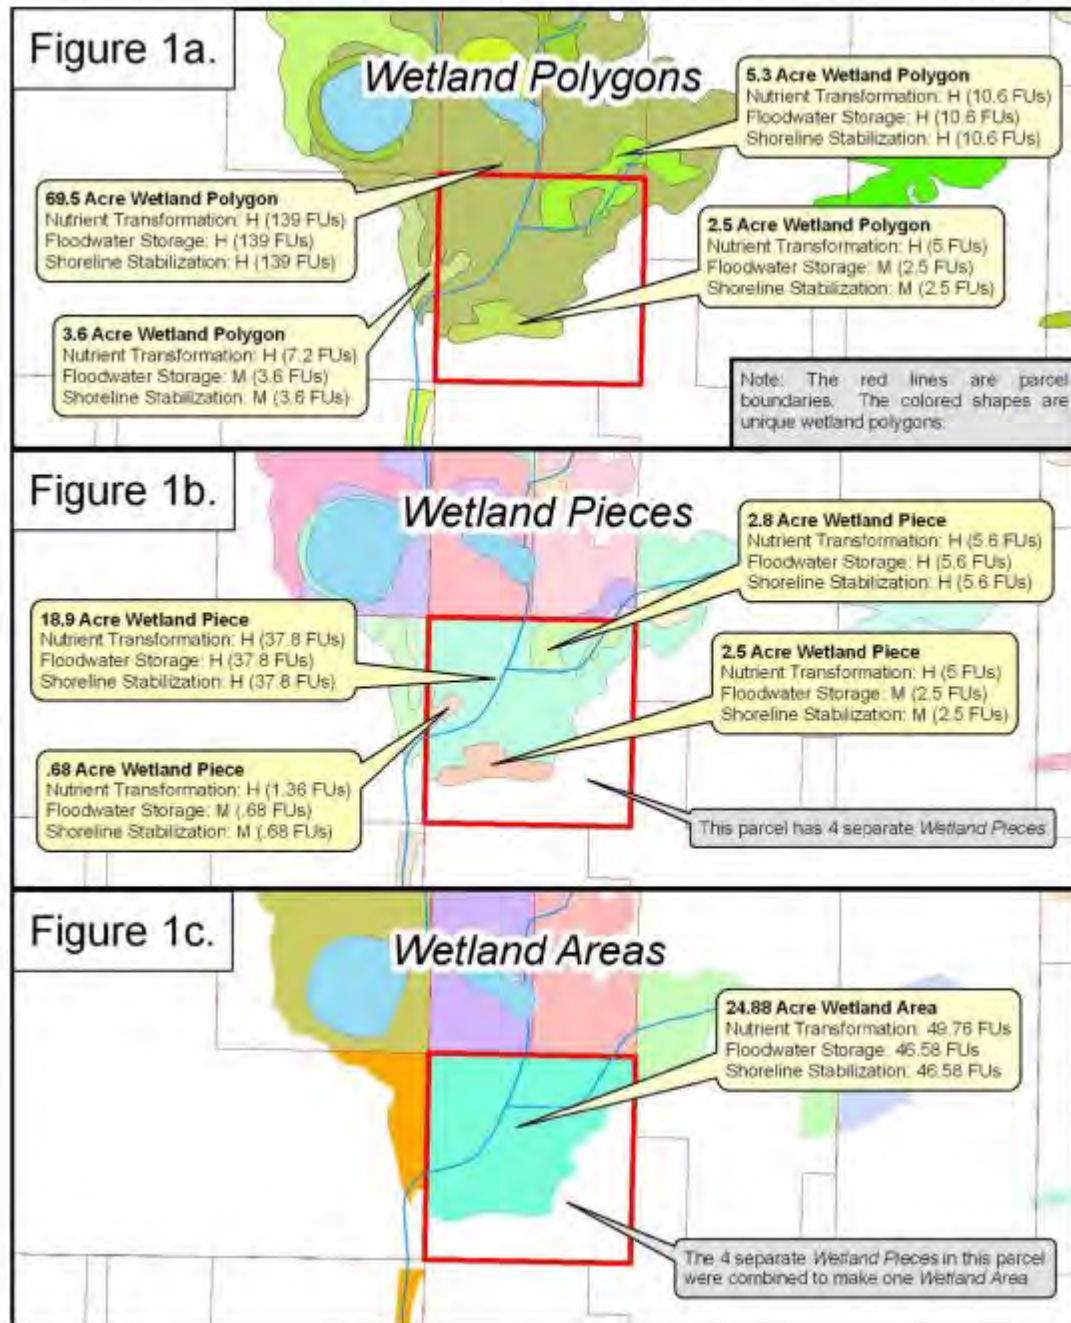 Figure 1a.
Wetland Polygons
5.3 Acre Wetland Polygon
Nutrient Transformation: H (10.6 FUs)
Floodwater Storage: H (10.6 FUs)
Shoreline Stabilization: H (10.6 FUs)
69.5 Acre Wetland Polygon
Nutrient Transformation: H (139 FUs)
Floodwater Storage: H (139 FUs)
Shoreline Stabilization: H (139 FUs)
2.5 Acre Wetland Polygon
Nutrient Transformation: H (5 FUs)
Floodwater Storage: M (2.5 FUs)
Shoreline Stabilization: M (2.5 FUs)
3.6 Acre Wetland Polygon
Nutrient Transformation: H (7.2 FUs)
Floodwater Storage: M (3.6 FUs)
Shoreline Stabilization: M (3.6 FUs)
Note: The red lines are parcel
boundaries. The colored shapes are
unique wetland polygons.
Figure 1b.
Wetland Pieces
2.8 Acre Wetland Piece
Nutrient Transformation: H (5.6 FUs)
Floodwater Storage: H (5.6 FUs)
Shoreline Stabilization: H (5.6 FUs)
18.9 Acre Wetland Piece
Nutrient Transformation: H (37.8 FUs)
Floodwater Storage: H (37.8 FUs)
Shoreline Stabilization: H (37.8 FUs)
2.5 Acre Wetland Piece
Nutrient Transformation: H (5 FUs)
Floodwater Storage: M (2.5 FUs)
Shoreline Stabilization: M (2.5 FUs)
.68 Acre Wetland Piece
Nutrient Transformation: H (1.36 FUs)
Floodwater Storage: M (.68 FUs)
Shoreline Stabilization: M (.68 FUs)
This parcel has 4 separate Wetland Pieces
Figure 1c.
Wetland Areas
24.88 Acre Wetland Area
Nutrient Transformation: 49.76 FUs
Floodwater Storage: 46.58 FUs
Shoreline Stabilization: 46.58 FUs
The 4 separate Wetland Pieces in this parcel
were combined to make one Wetland Area